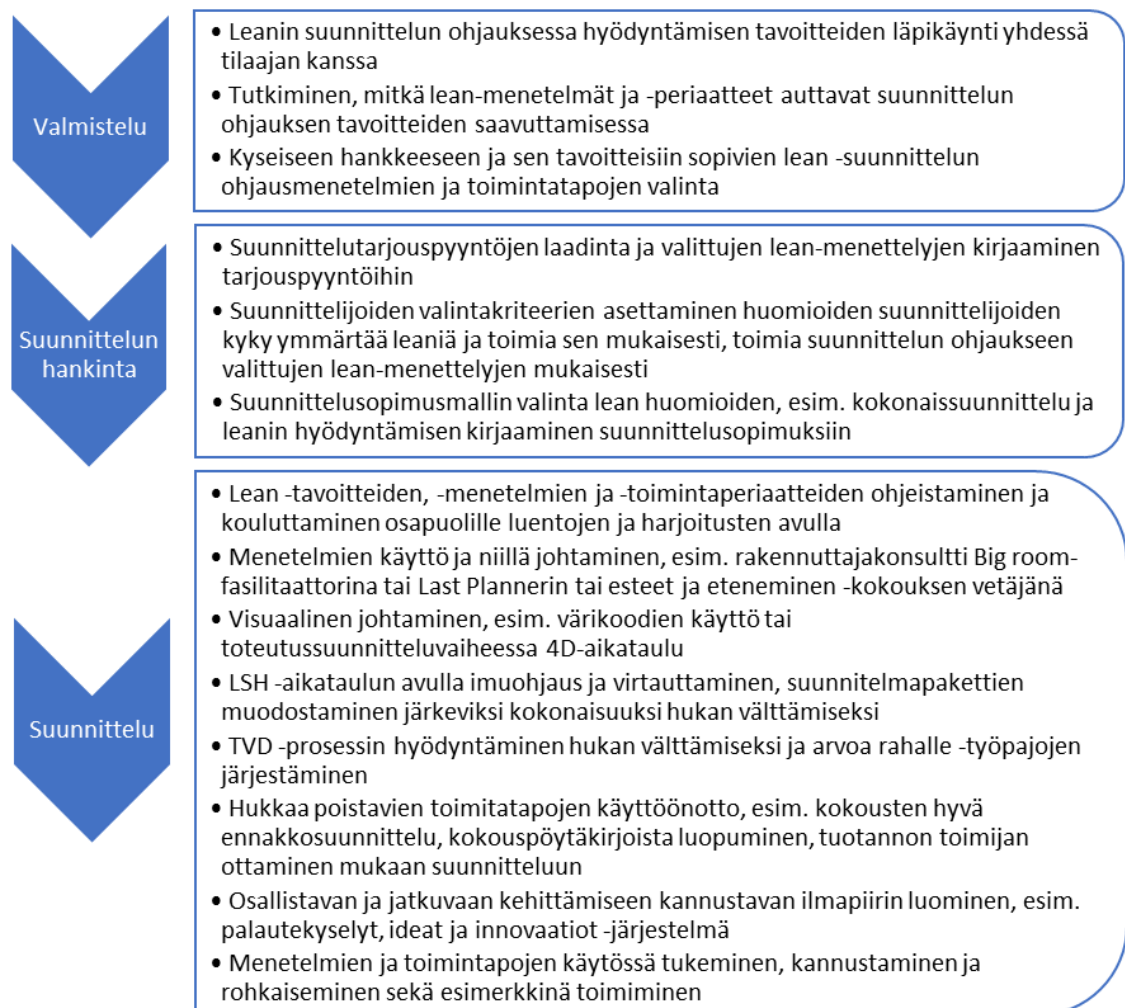 Valmistelu
• Leanin suunnittelun ohjauksessa hyödyntämisen tavoitteiden läpikäynti yhdessä
tilaajan kanssa
• Tutkiminen, mitkä lean-menetelmät ja -periaatteet auttavat suunnittelun
ohjauksen tavoitteiden saavuttamisessa
• Kyseiseen hankkeeseen ja sen tavoitteisiin sopivien lean -suunnittelun
ohjausmenetelmien ja toimintatapojen valinta
Suunnittelun
hankinta
• Suunnittelutarjouspyyntöjen laadinta ja valittujen lean-menettelyjen kirjaaminen
tarjouspyyntöihin
• Suunnittelijoiden valintakriteerien asettaminen huomioiden suunnittelijoiden
kyky ymmärtää leaniä ja toimia sen mukaisesti, toimia suunnittelun ohjaukseen
valittujen lean-menettelyjen mukaisesti
• Suunnittelusopimusmallin valinta lean huomioiden, esim. kokonaissuunnittelu ja
leanin hyödyntämisen kirjaaminen suunnittelusopimuksiin
Suunnittelu
• Lean -tavoitteiden, -menetelmien ja -toimintaperiaatteiden ohjeistaminen ja
kouluttaminen osapuolille luentojen ja harjoitusten avulla
• Menetelmien käyttö ja niillä johtaminen, esim. rakennuttajakonsultti Big room-
fasilitaattorina tai Last Plannerin tai esteet ja eteneminen -kokouksen vetäjänä
• Visuaalinen johtaminen, esim. värikoodien käyttö tai
toteutussuunnitteluvaiheessa 4D-aikataulu
• LSH -aikataulun avulla imuohjaus ja virtauttaminen, suunnitelmapakettien
muodostaminen järkeviksi kokonaisuuksi hukan välttämiseksi
• TVD -prosessin hyödyntäminen hukan välttämiseksi ja arvoa rahalle -työpajojen
järjestäminen
• Hukkaa poistavien toimitatapojen käyttöönotto, esim. kokousten hyvä
ennakkosuunnittelu, kokouspöytäkirjoista luopuminen, tuotannon toimijan
ottaminen mukaan suunnitteluun
• Osallistavan ja jatkuvaan kehittämiseen kannustavan ilmapiirin luominen, esim.
palautekyselyt, ideat ja innovaatiot -järjestelmä
• Menetelmien ja toimintapojen käytössä tukeminen, kannustaminen ja
rohkaiseminen sekä esimerkkinä toimiminen